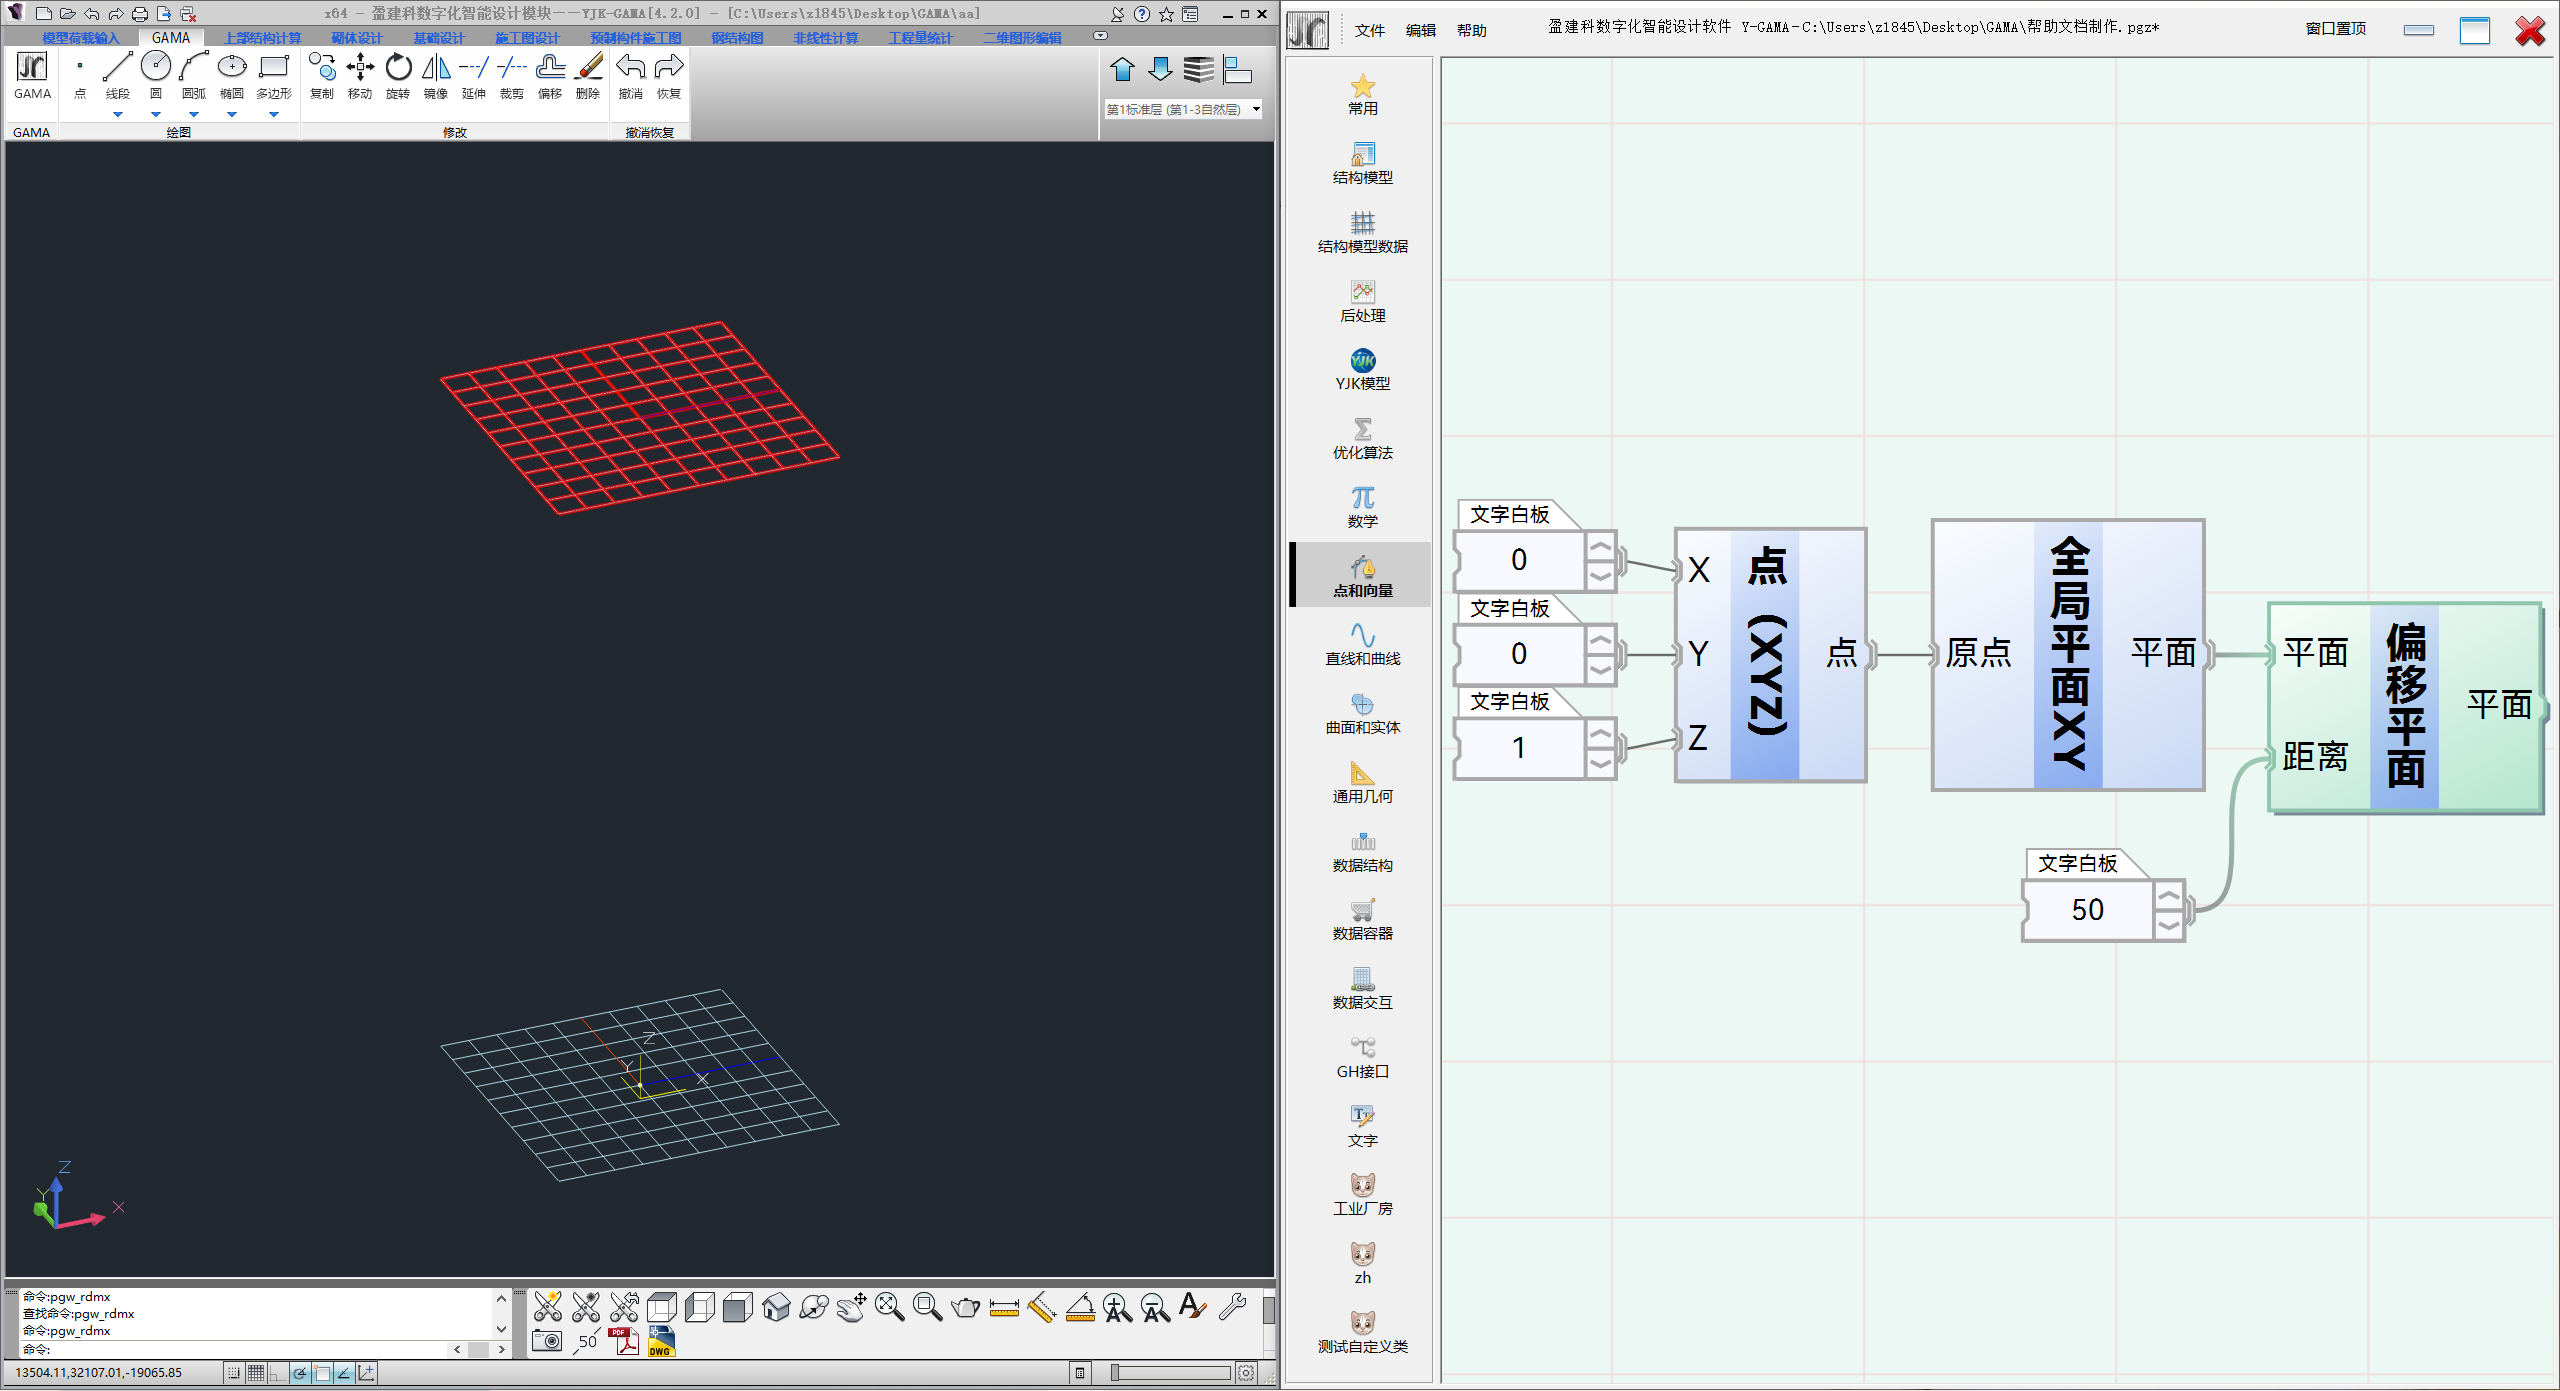 x64 - 盈建科数字化智能设计模块——YJK-GAMA[4.2.0] - [C:\Users\z1845\Desktop\GAMA\aa]
模型荷载输入 GAMA 上部结构计算 砌体设计 基础设计 施工图设计 预制构件施工图 钢结构图 非线性计算 工程量统计 二维图形编辑
GAMA 点 线段 圆 圆弧 椭圆 多边形 复制 移动 旋转 镜像 延伸 裁剪 偏移 删除 撤消 恢复
第1标准层 (第1-3自然层)
GAMA 绘图 修改 撤消恢复
Z
Y
X
Z
Y
X
命令:pgw_rdmx
查找命令:pgw_rdmx
命令:pgw_rdmx
命令:
50
PDF
DWG
13504.11,32107.01,-19065.85
文件 编辑 帮助
盈建科数字化智能设计软件 Y-GAMA-C:\Users\z1845\Desktop\GAMA\帮助文档制作.pgz*
窗口置顶
常用
结构模型
结构模型数据
后处理
YJK
YJK模型
优化算法
数学
点和向量
直线和曲线
曲面和实体
通用几何
数据结构
数据容器
数据交互
GH接口
文字
工业厂房
zh
测试自定义类
文字白板
0
文字白板
0
文字白板
1
X
Y
Z
点（XYZ）
点
原点
全局平面XY
平面
平面
距离
偏移平面
平面
文字白板
50